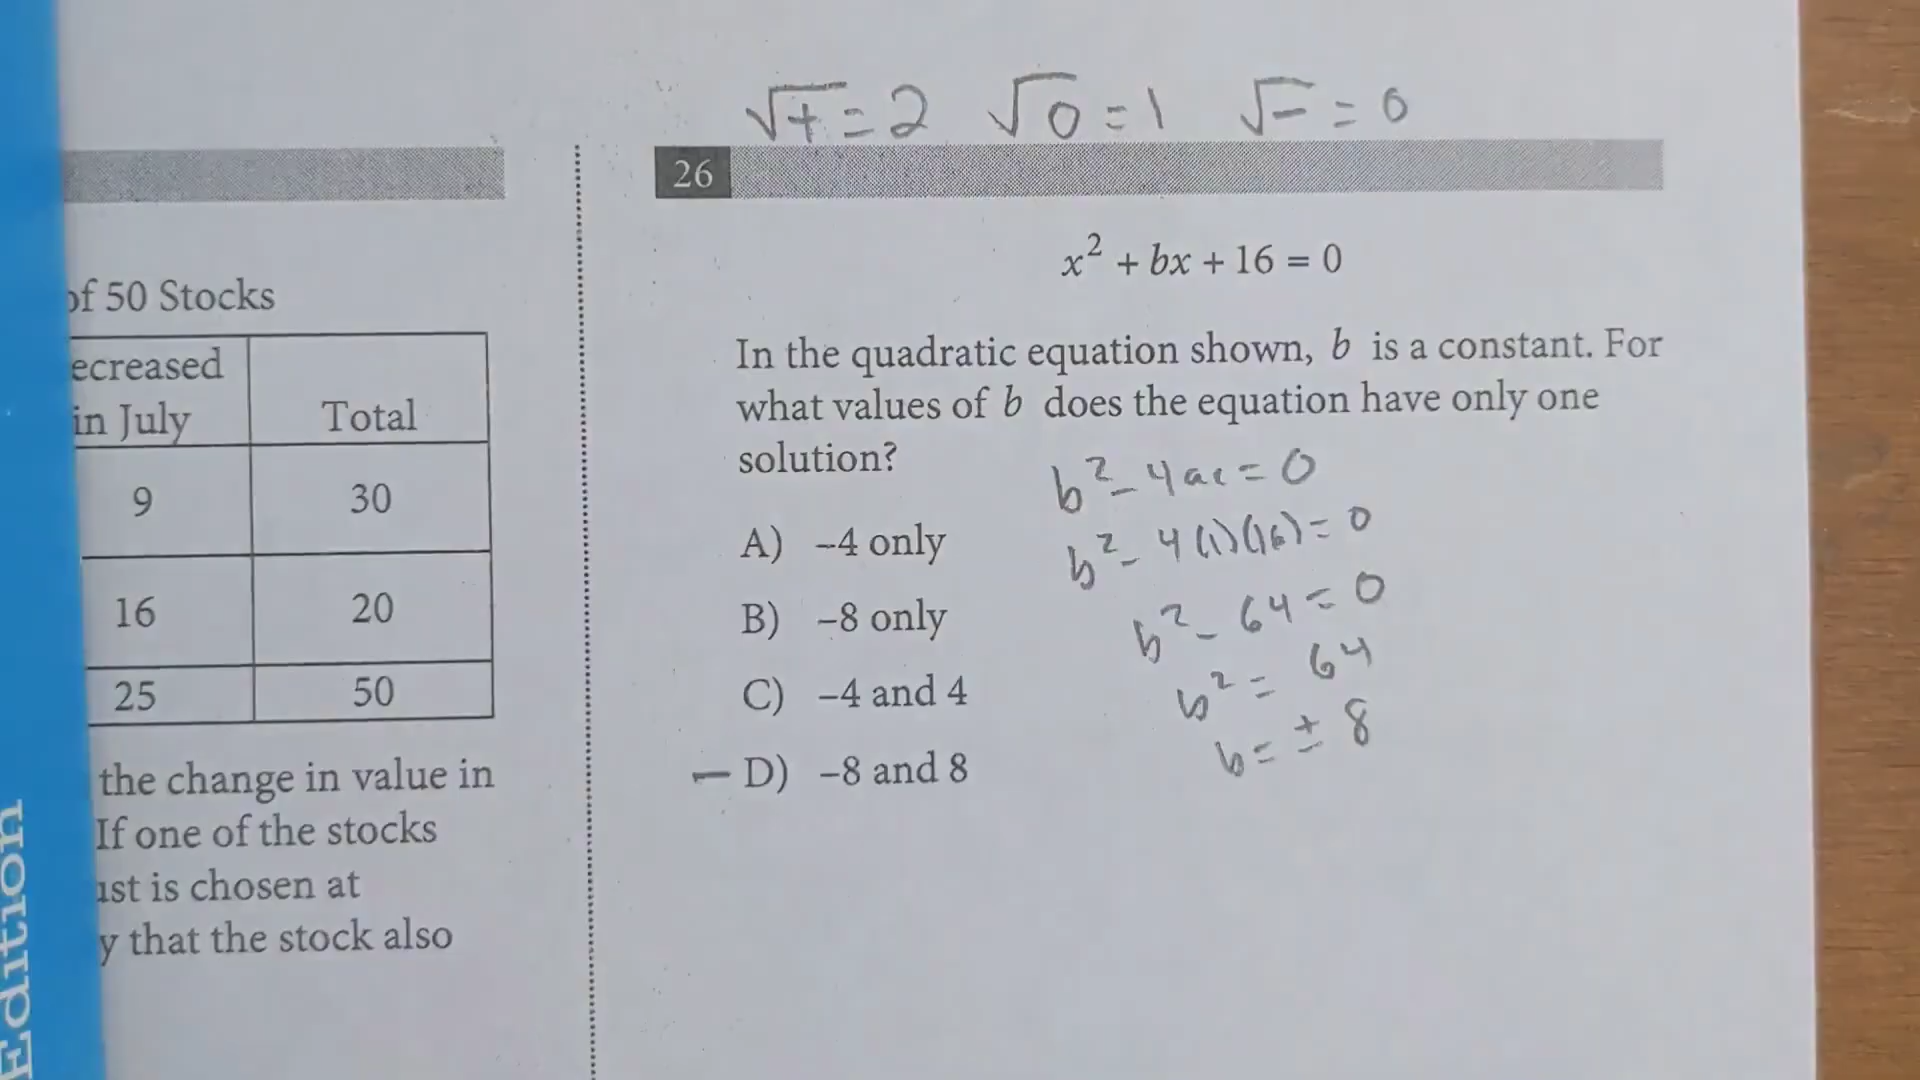 of 50 Stocks
ecreased
in July
Total
9
30
16
20
25
50
the change in value in
If one of the stocks
ust is chosen at
y that the stock also
Edition
√+ = 2 √0 = 1 √- = 0
26
x² + bx + 16 = 0
In the quadratic equation shown, b is a constant. For
what values of b does the equation have only one
solution?
A) –4 only
B) –8 only
C) –4 and 4
– D) –8 and 8
b² - 4ac = 0
b² - 4(1)(16) = 0
b² - 64 = 0
b² = 64
b = ± 8